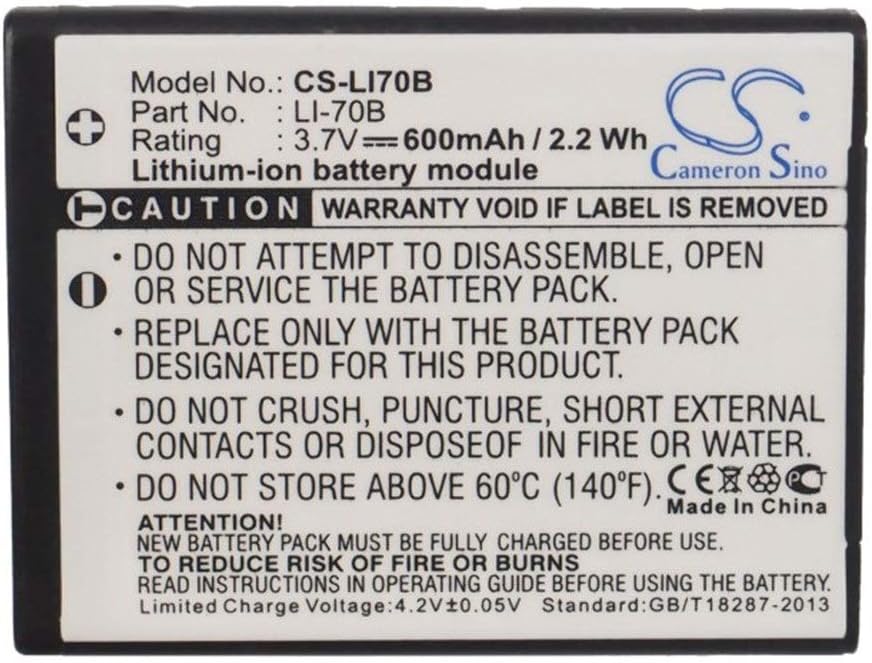 Model No.: CS-LI70B
Part No. : LI-70B
Rating : 3.7V⎓600mAh / 2.2 Wh
Lithium-ion battery module
CS
Cameron Sino
CAUTION WARRANTY VOID IF LABEL IS REMOVED
• DO NOT ATTEMPT TO DISASSEMBLE, OPEN
OR SERVICE THE BATTERY PACK.
• REPLACE ONLY WITH THE BATTERY PACK
DESIGNATED FOR THIS PRODUCT.
• DO NOT CRUSH, PUNCTURE, SHORT EXTERNAL
CONTACTS OR DISPOSEOF IN FIRE OR WATER.
• DO NOT STORE ABOVE 60°C (140°F).
CE PCT
Made In China
ATTENTION!
NEW BATTERY PACK MUST BE FULLY CHARGED BEFORE USE.
TO REDUCE RISK OF FIRE OR BURNS
READ BATTERY OPERATING GUIDE BEFORE USING THE BATTERY.
Limited Charge Voltage:4.2V±0.05V Standard:GB/T18287-2013